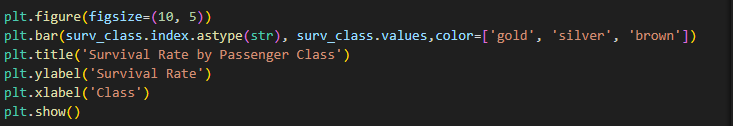 plt.figure(figsize=(10, 5))
plt.bar(surv_class.index.astype(str), surv_class.values,color=['gold', 'silver', 'brown'])
plt.title('Survival Rate by Passenger Class')
plt.ylabel('Survival Rate')
plt.xlabel('Class')
plt.show()